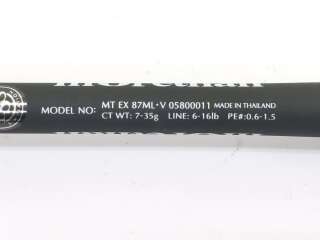 MODEL NO: MT EX 87ML・V 05800011 MADE IN THAILAND
CT WT: 7-35g LINE: 6-16lb PE#:0.6-1.5